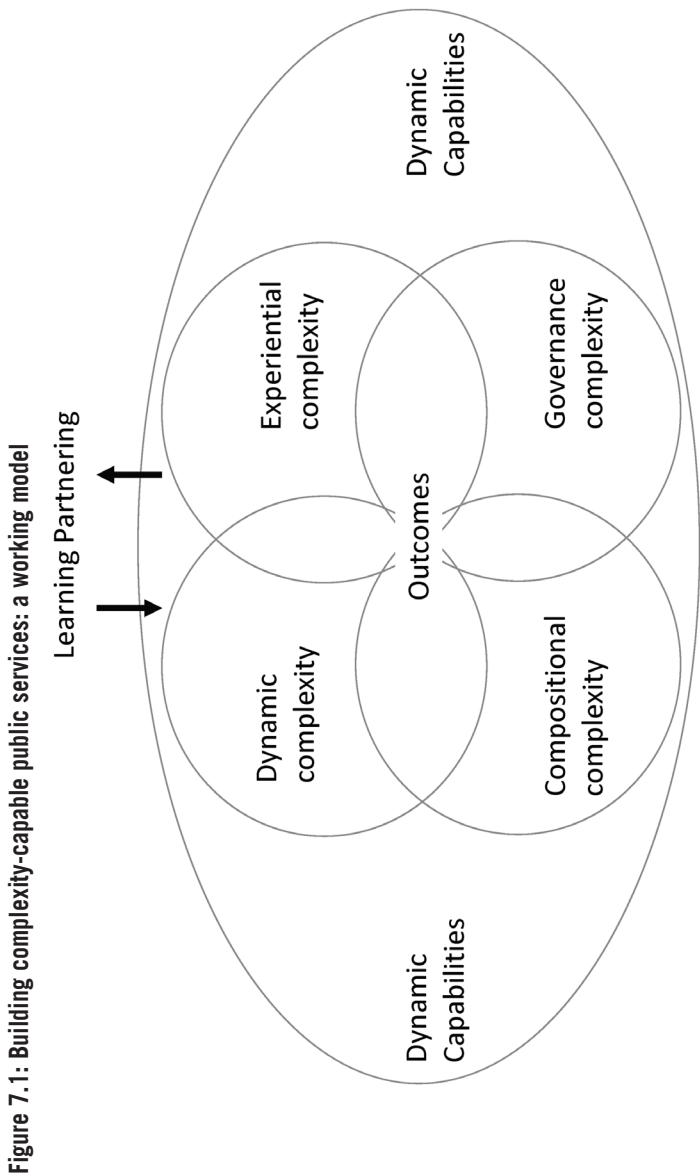 Figure 7.1: Building complexity-capable public services: a working model
Learning Partnering
Dynamic
complexity
Experiential
complexity
Dynamic
Capabilities
Outcomes
Dynamic
Capabilities
Compositional
complexity
Governance
complexity